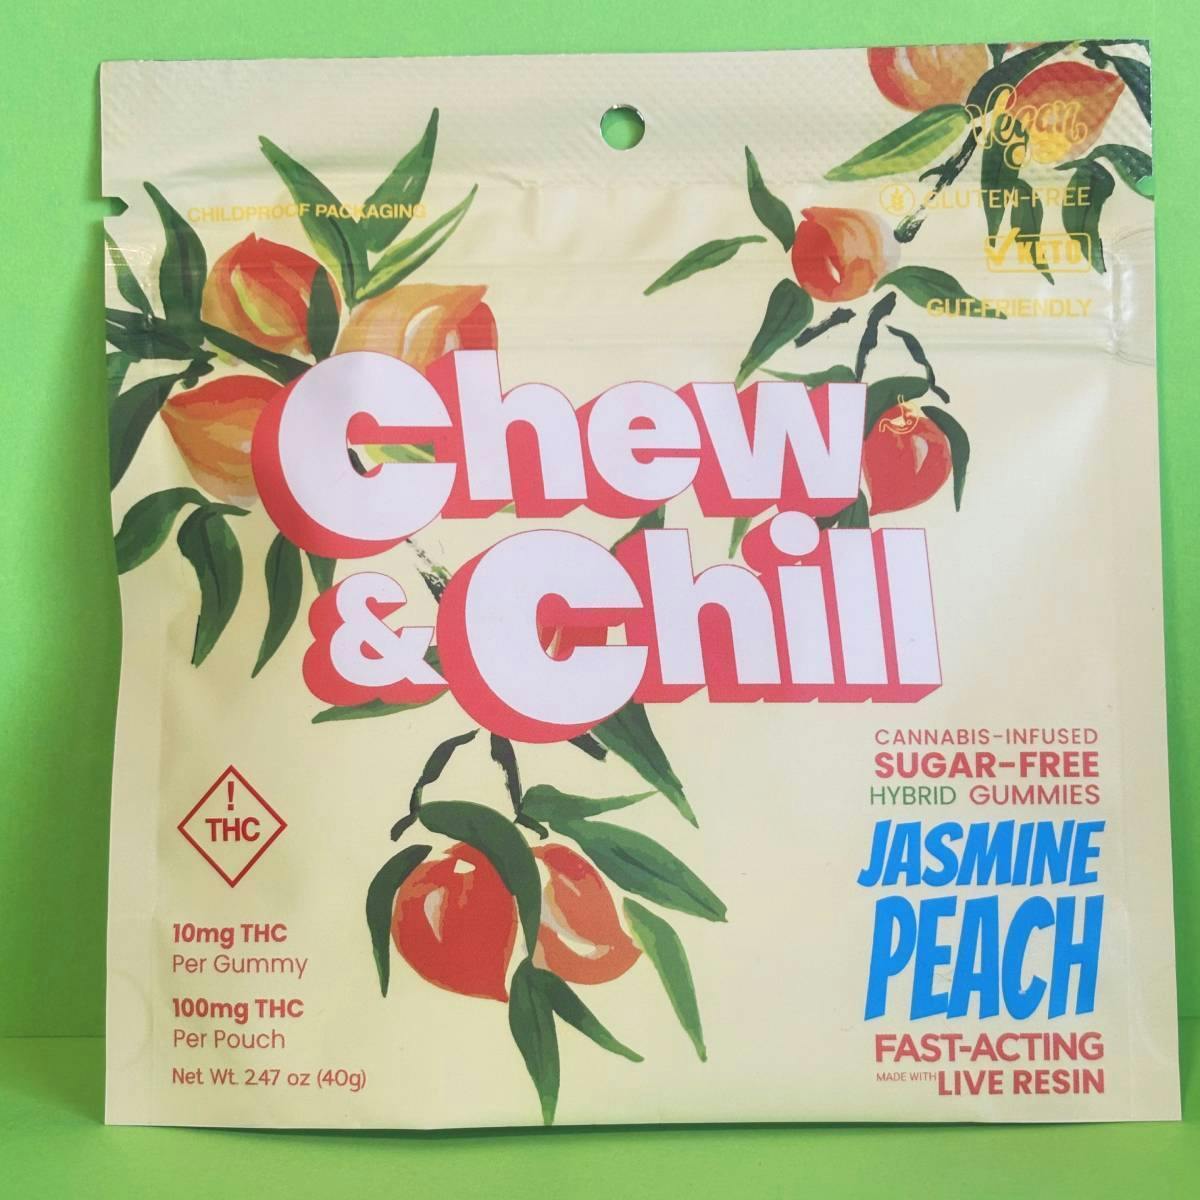 Vegan
CHILDPROOF PACKAGING
GLUTEN-FREE
KETO
GUT-FRIENDLY
Chew
& Chill
CANNABIS-INFUSED
SUGAR-FREE
HYBRID GUMMIES
JASMINE
PEACH
FAST-ACTING
MADE WITH LIVE RESIN
!
THC
10mg THC
Per Gummy
100mg THC
Per Pouch
Net Wt. 2.47 oz (40g)